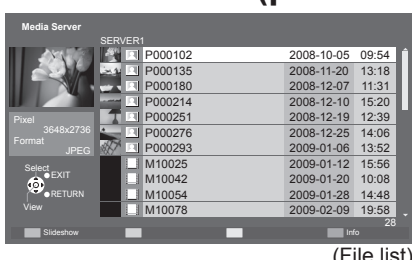 Media Server
SERVER1
P000102 2008-10-05 09:54
P000135 2008-11-20 13:18
P000180 2008-12-07 11:31
P000214 2008-12-10 15:20
P000251 2008-12-19 12:39
P000276 2008-12-25 14:06
P000293 2009-01-06 13:52
M10025 2009-01-12 15:56
M10042 2009-01-20 10:08
M10054 2009-01-28 14:48
M10078 2009-02-09 19:58
28
Pixel
3648x2736
Format
JPEG
Select
EXIT
RETURN
View
Slideshow
Info
(File list)